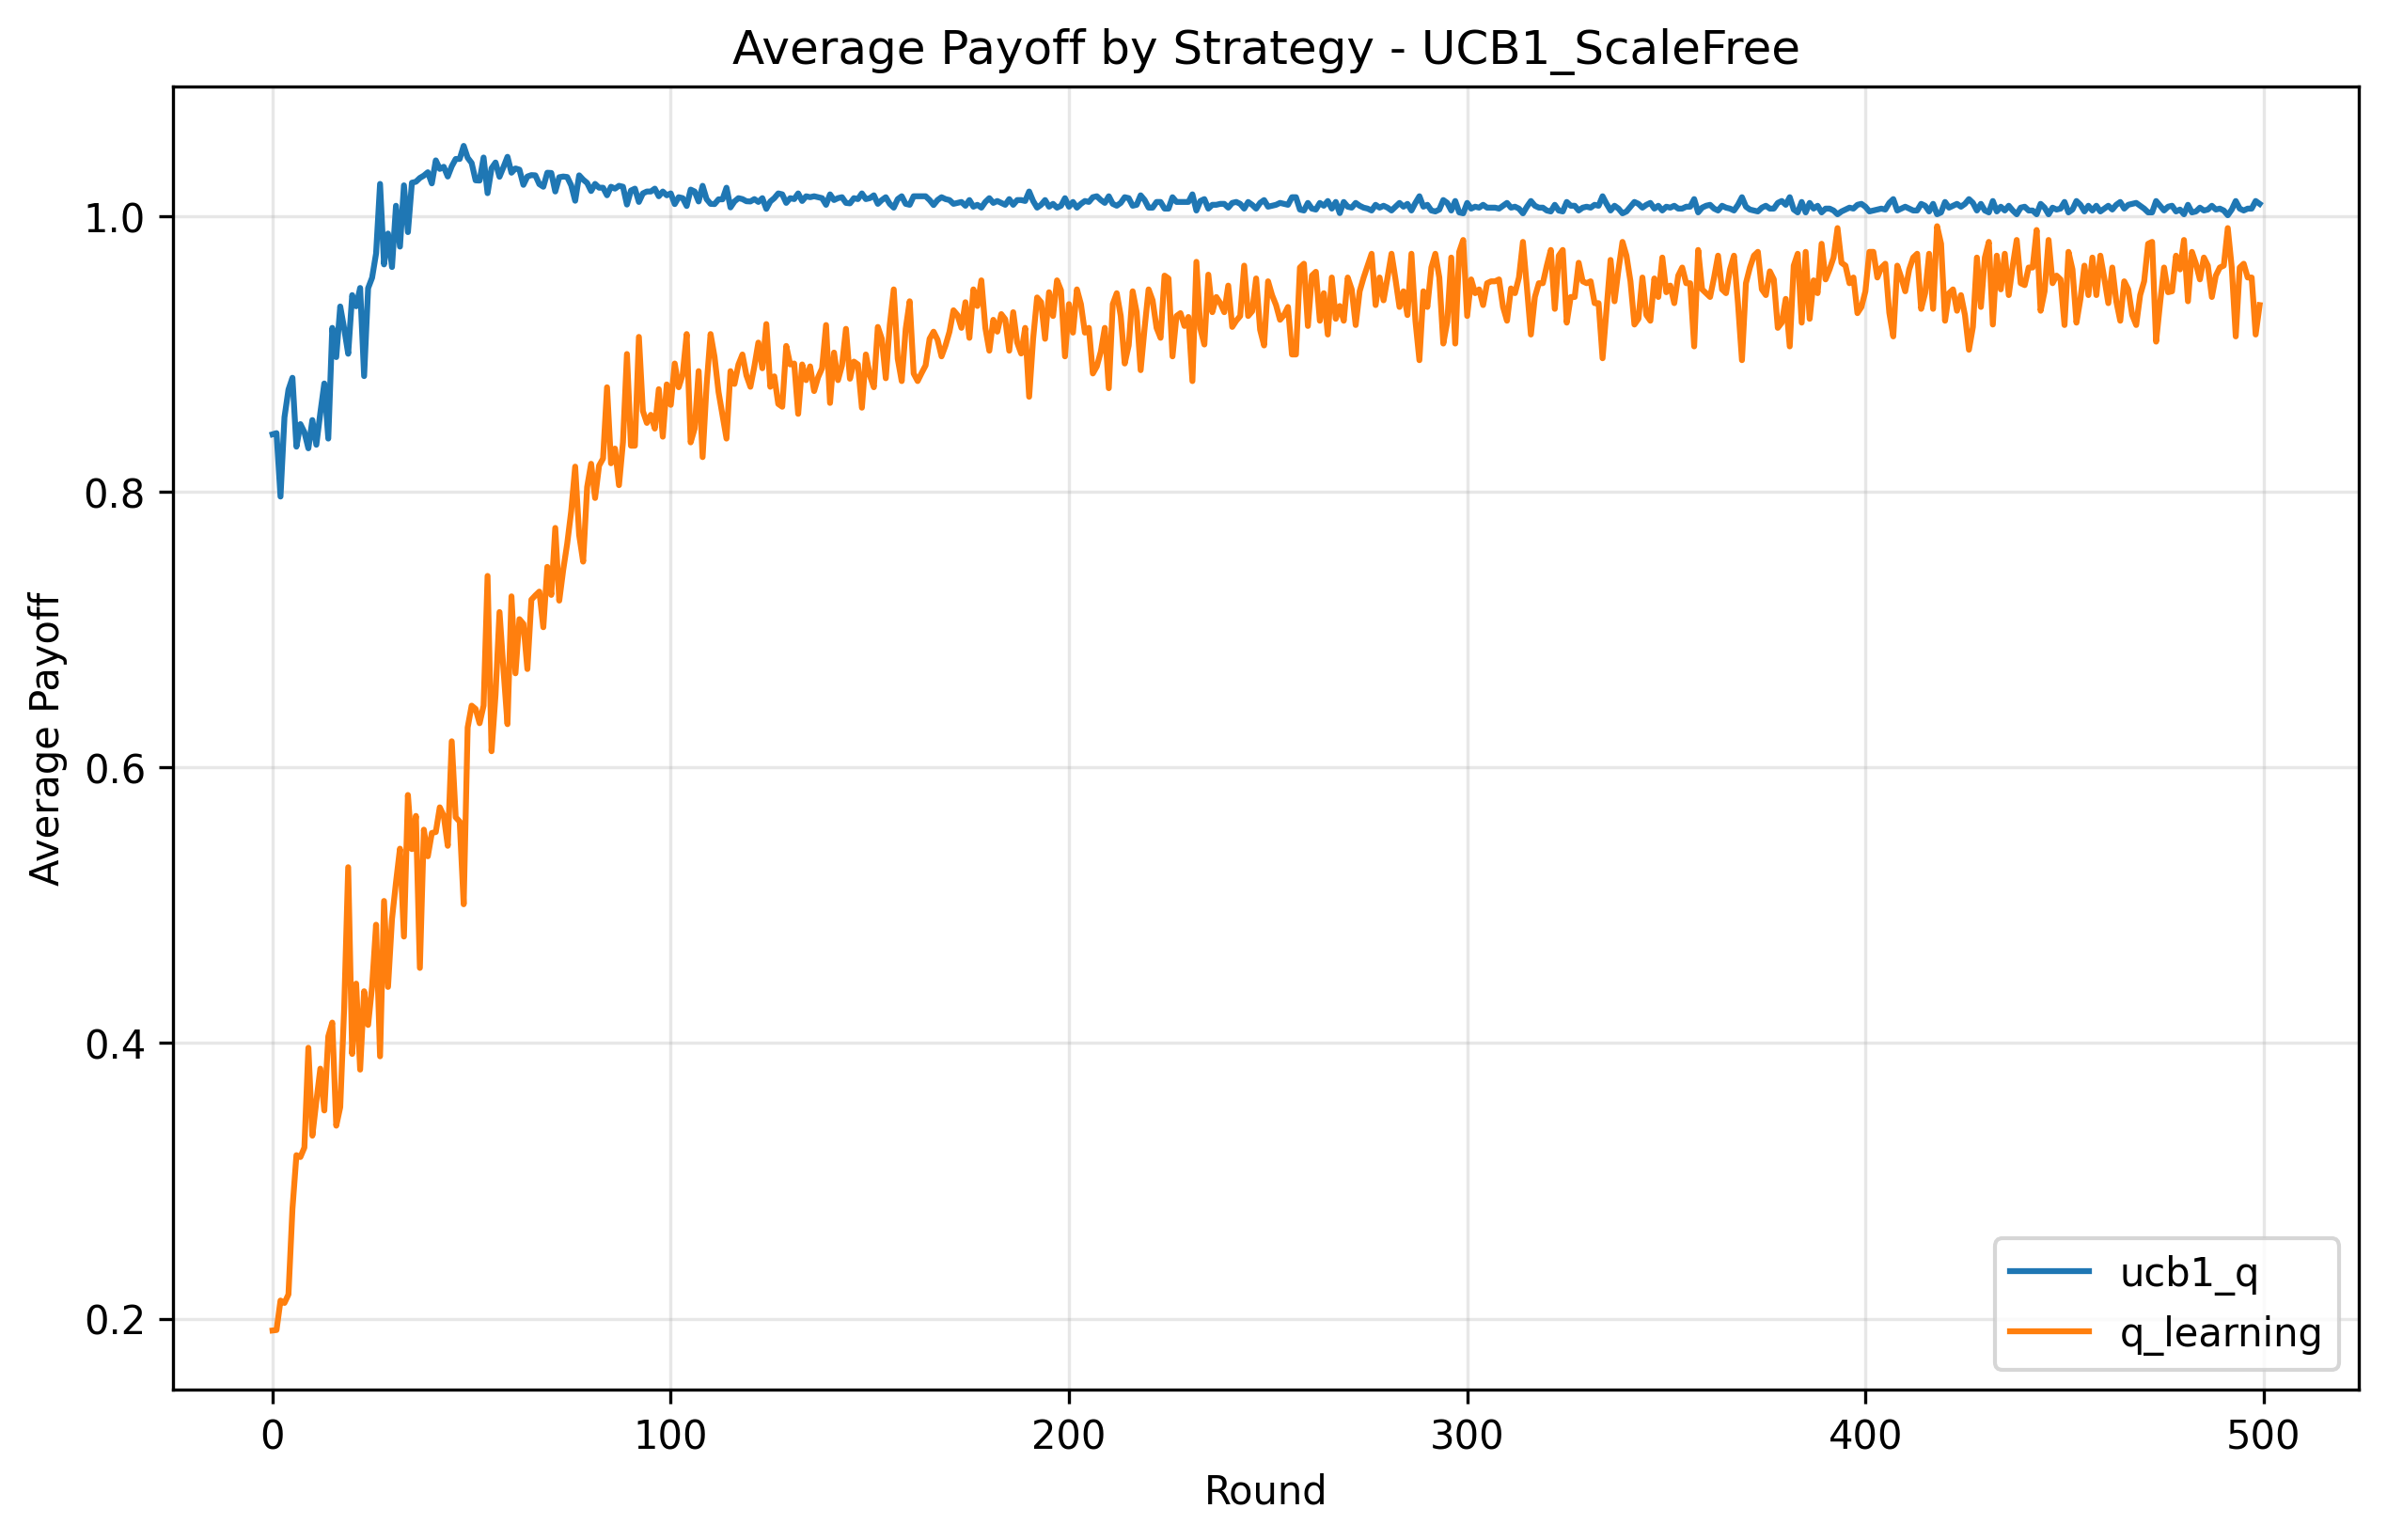 Average Payoff by Strategy - UCB1_ScaleFree
Average Payoff
1.0
0.8
0.6
0.4
0.2
0 100 200 300 400 500
Round
ucb1_q
q_learning